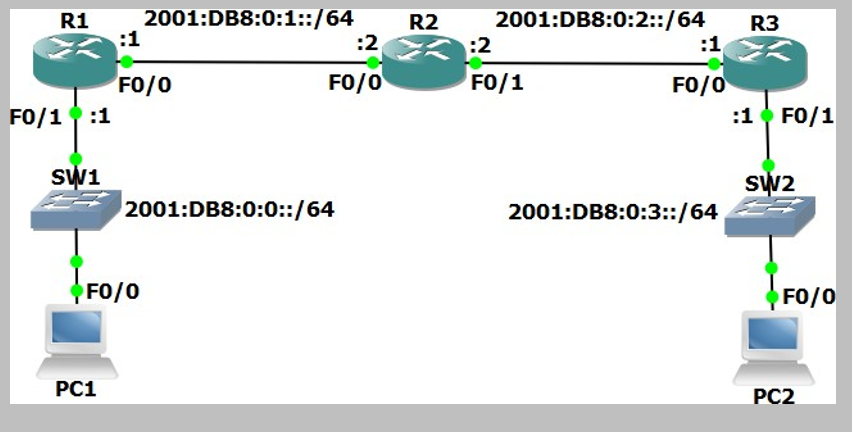 R1
2001:DB8:0:1::/64
R2
2001:DB8:0:2::/64
R3
:1
:2
:2
:1
F0/0
F0/0
F0/1
F0/0
F0/1
:1
:1
F0/1
SW1
SW2
2001:DB8:0:0::/64
2001:DB8:0:3::/64
F0/0
F0/0
PC1
PC2